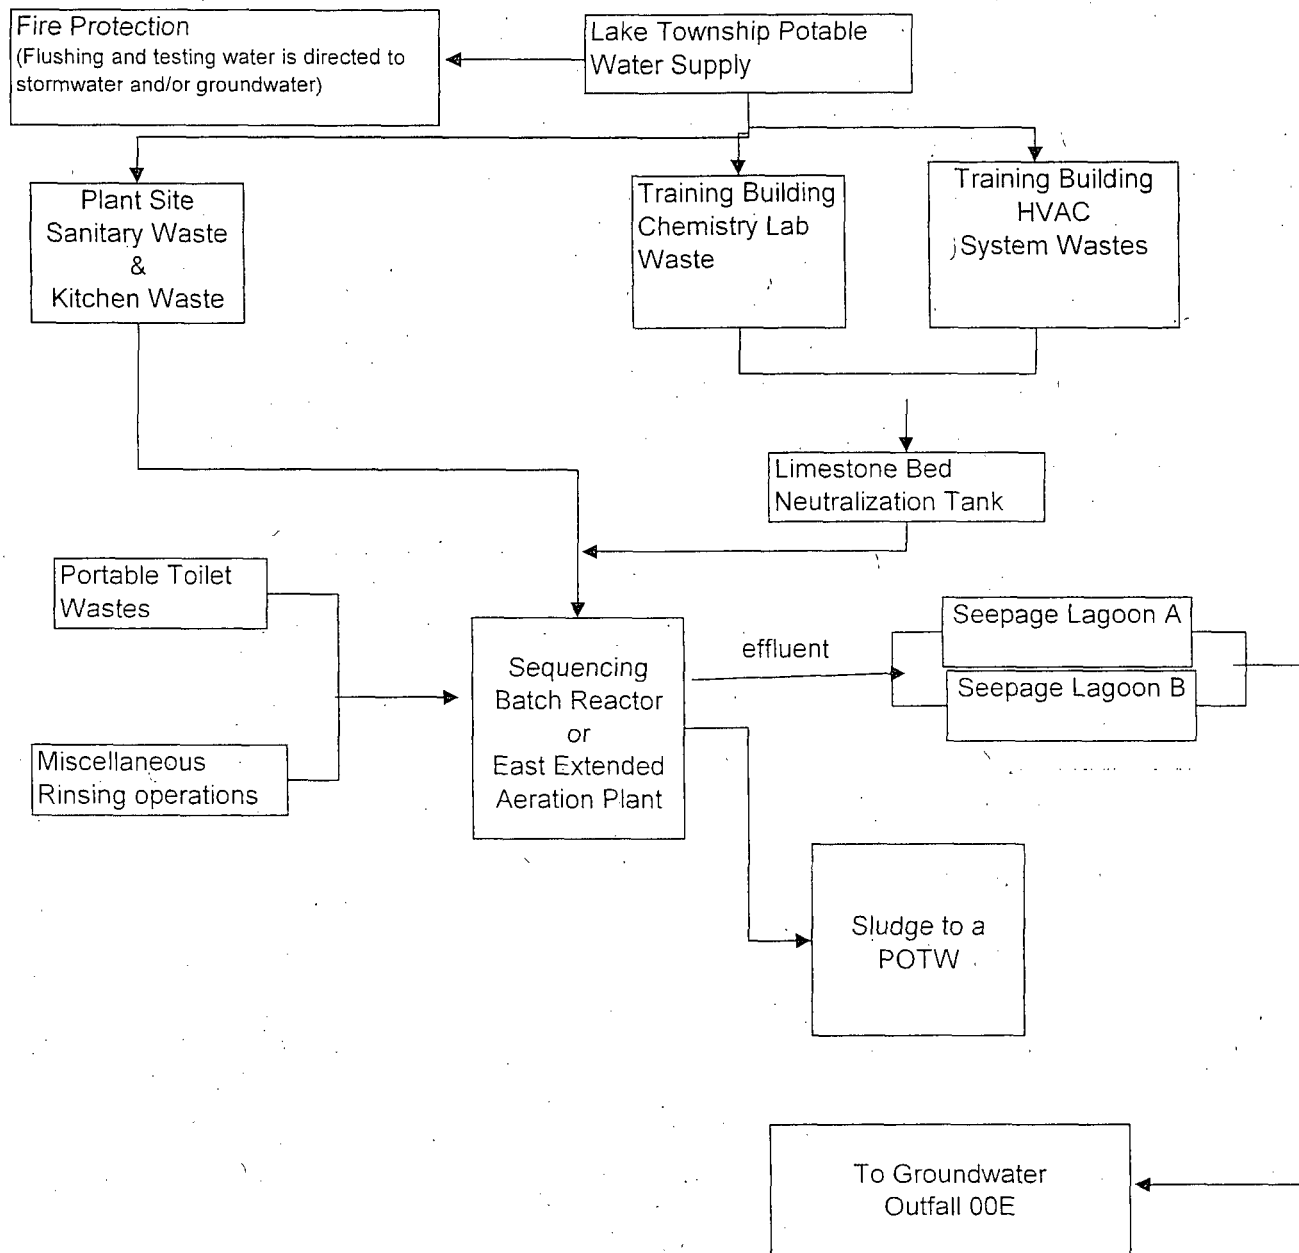 Fire Protection
(Flushing and testing water is directed to
stormwater and/or groundwater)
Lake Township Potable
Water Supply
Plant Site
Sanitary Waste
&
Kitchen Waste
Training Building
Chemistry Lab
Waste
Training Building
HVAC
System Wastes
Limestone Bed
Neutralization Tank
Portable Toilet
Wastes
Miscellaneous
Rinsing operations
Sequencing
Batch Reactor
or
East Extended
Aeration Plant
effluent
Seepage Lagoon A
Seepage Lagoon B
Sludge to a
POTW
To Groundwater
Outfall 00E